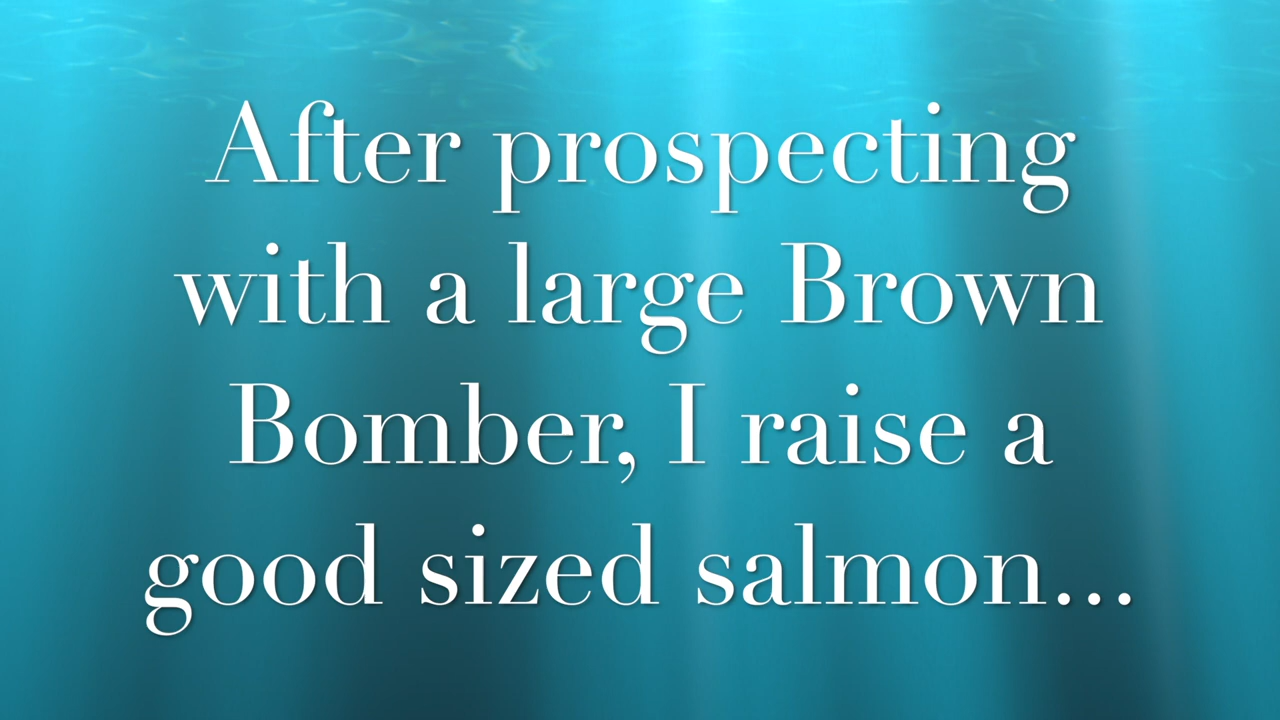 After prospecting
with a large Brown
Bomber, I raise a
good sized salmon...